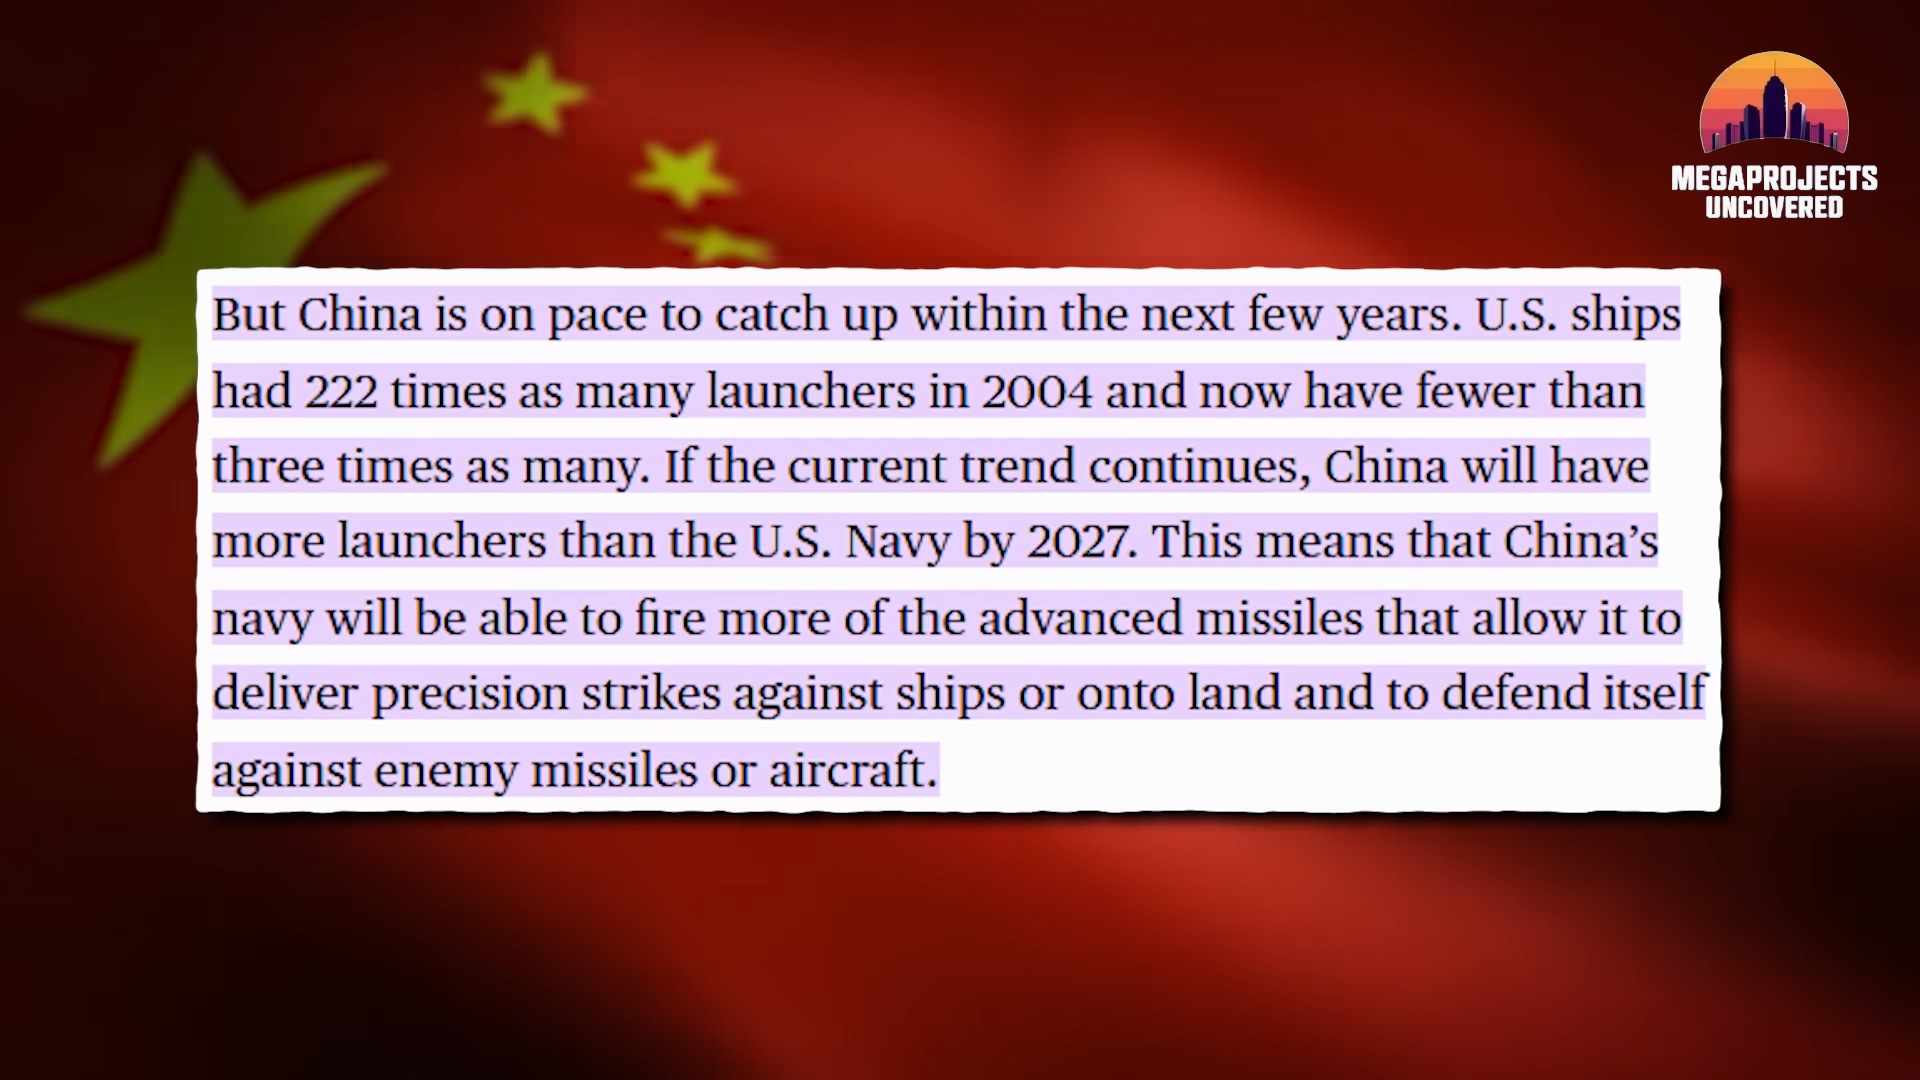 MEGAPROJECTS
UNCOVERED
But China is on pace to catch up within the next few years. U.S. ships
had 222 times as many launchers in 2004 and now have fewer than
three times as many. If the current trend continues, China will have
more launchers than the U.S. Navy by 2027. This means that China’s
navy will be able to fire more of the advanced missiles that allow it to
deliver precision strikes against ships or onto land and to defend itself
against enemy missiles or aircraft.